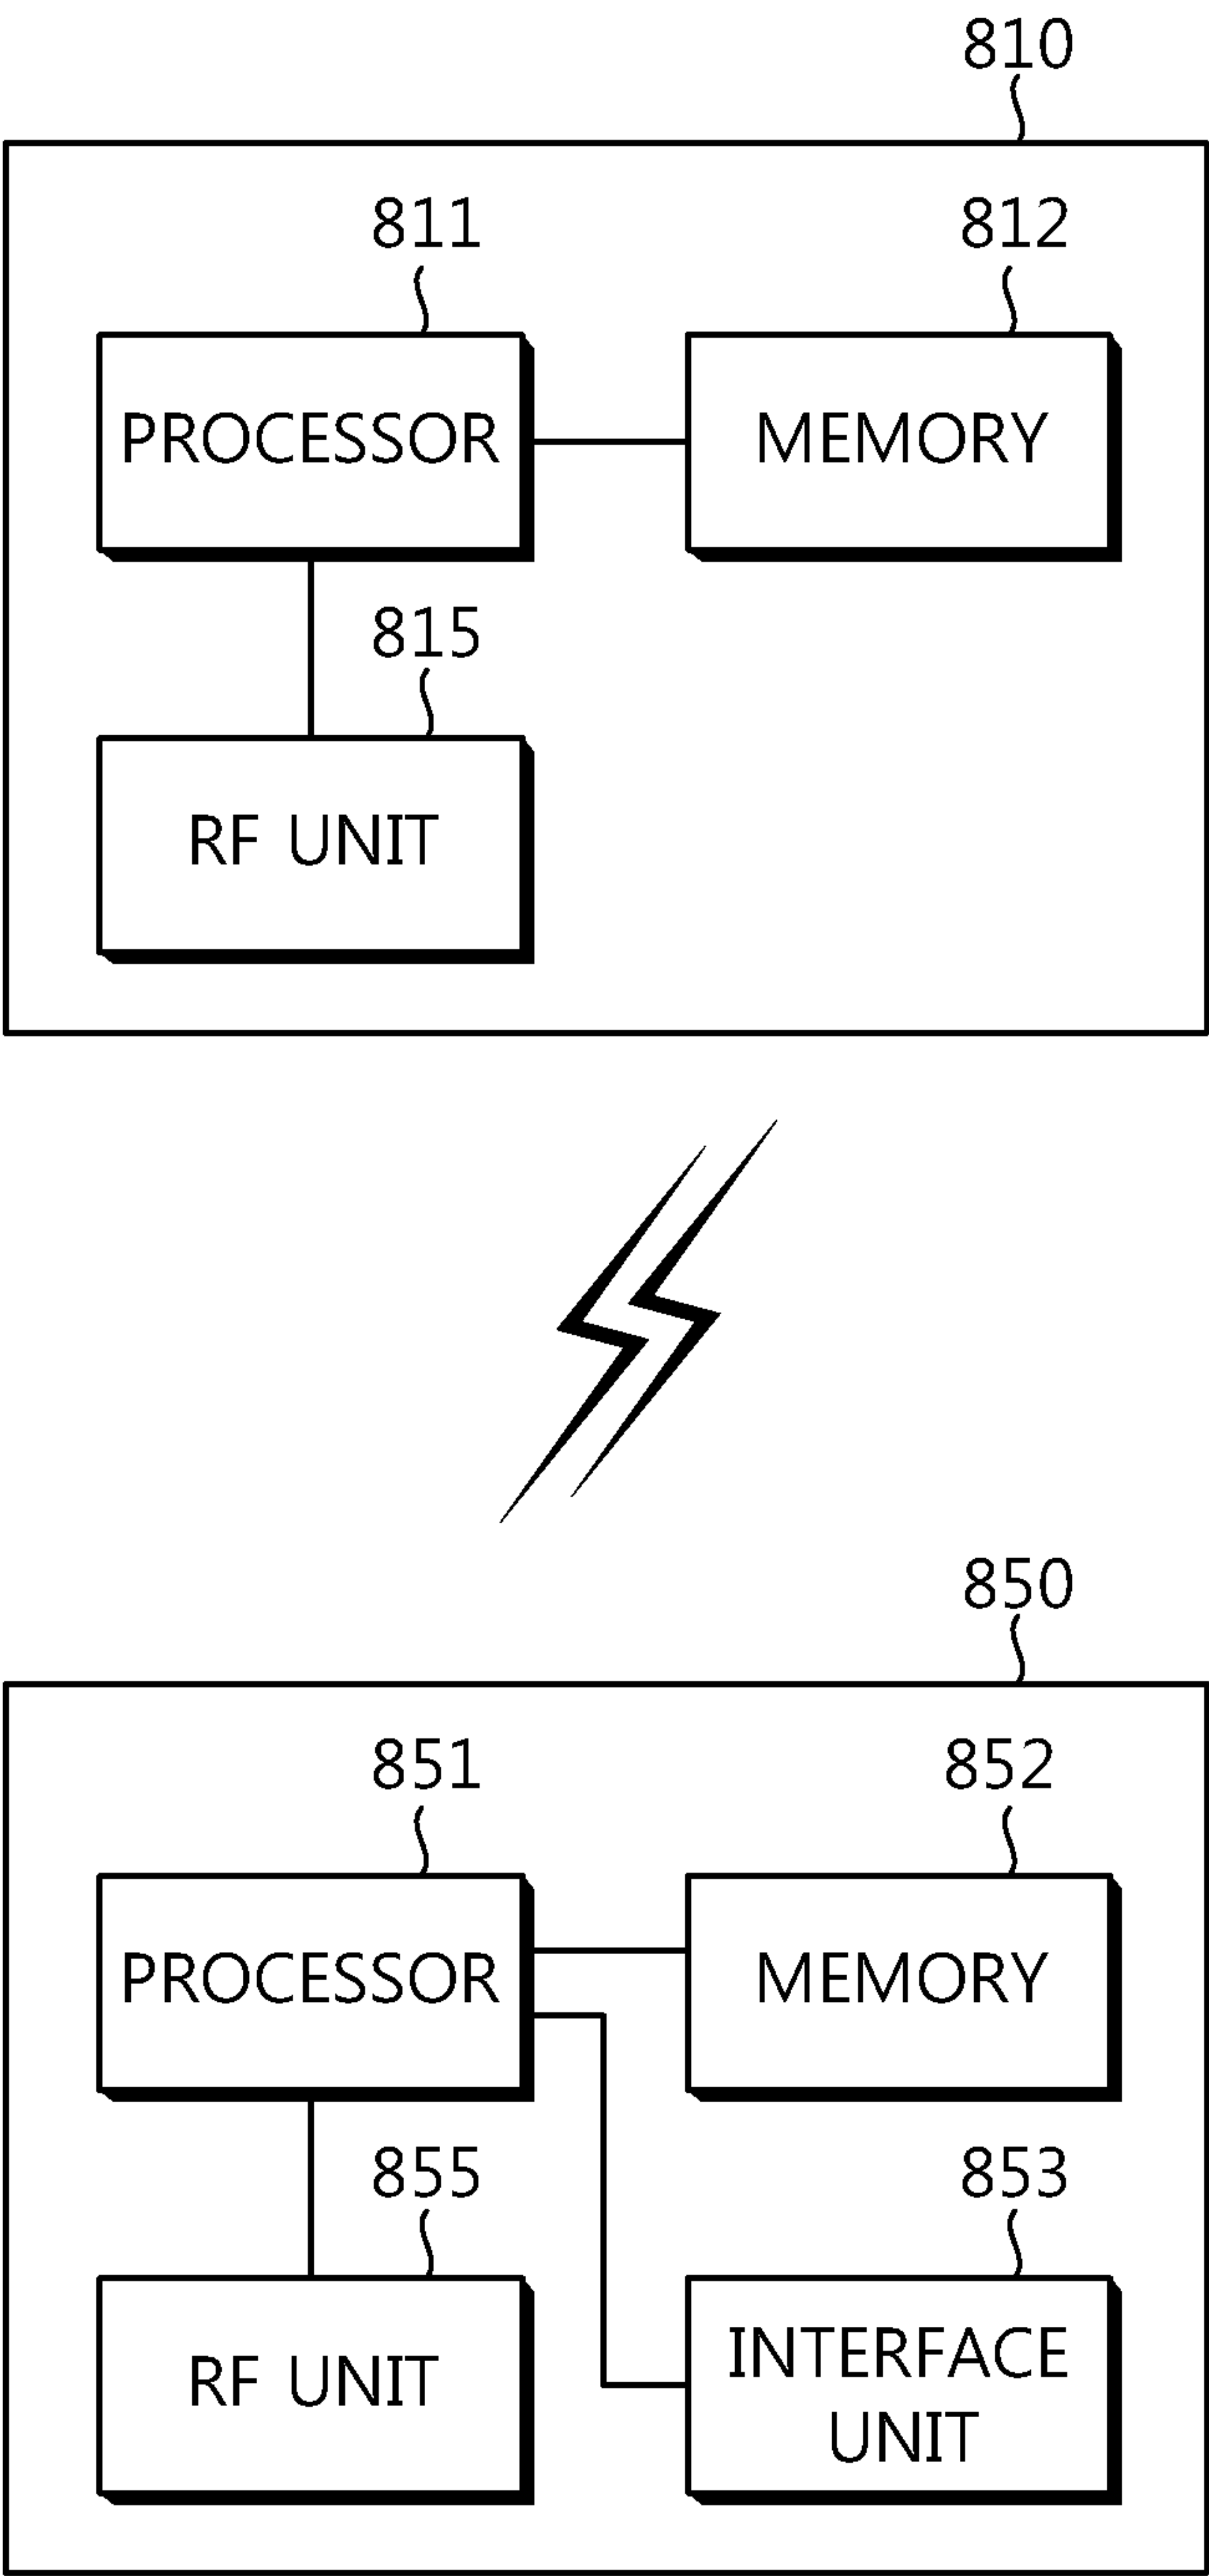 810
811
812
PROCESSOR
MEMORY
815
RF UNIT
850
851
852
PROCESSOR
MEMORY
855
853
RF UNIT
INTERFACE
UNIT